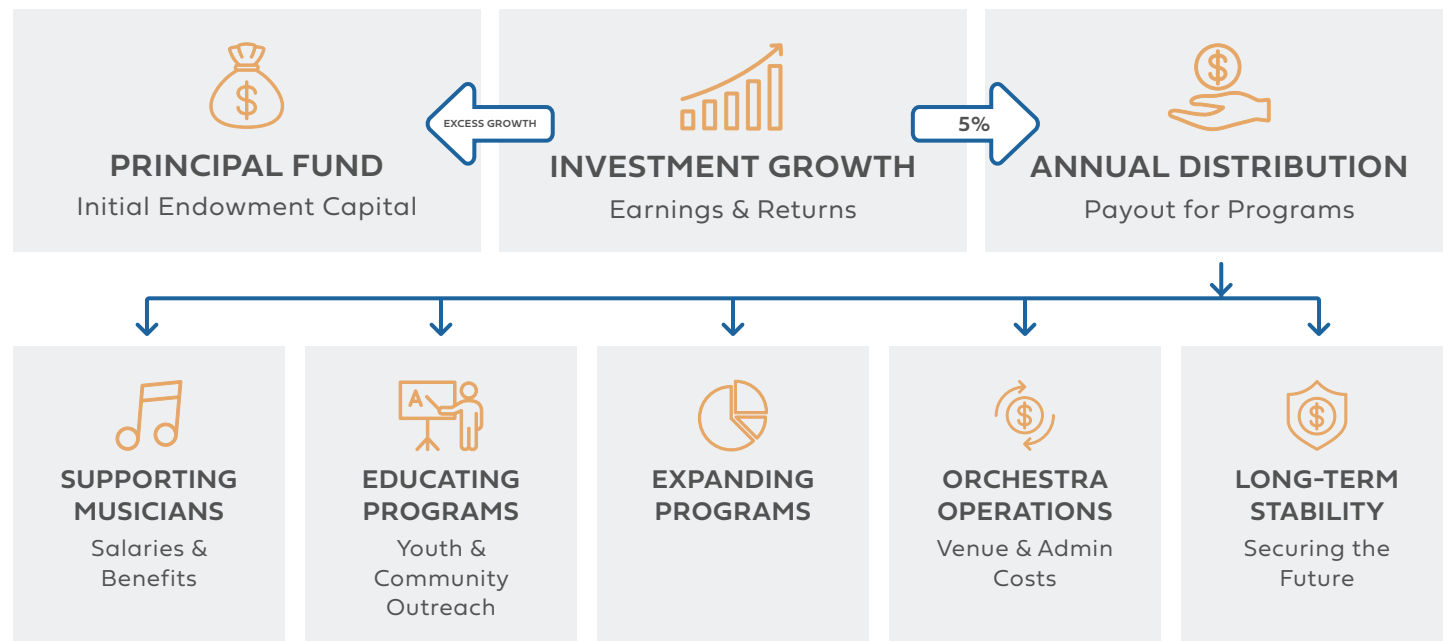 $
$
EXCESS GROWTH
5%
PRINCIPAL FUND
Initial Endowment Capital
INVESTMENT GROWTH
Earnings & Returns
ANNUAL DISTRIBUTION
Payout for Programs
A
$
$
SUPPORTING
MUSICIANS
Salaries &
Benefits
EDUCATING
PROGRAMS
Youth &
Community
Outreach
EXPANDING
PROGRAMS
ORCHESTRA
OPERATIONS
Venue & Admin
Costs
LONG-TERM
STABILITY
Securing the
Future